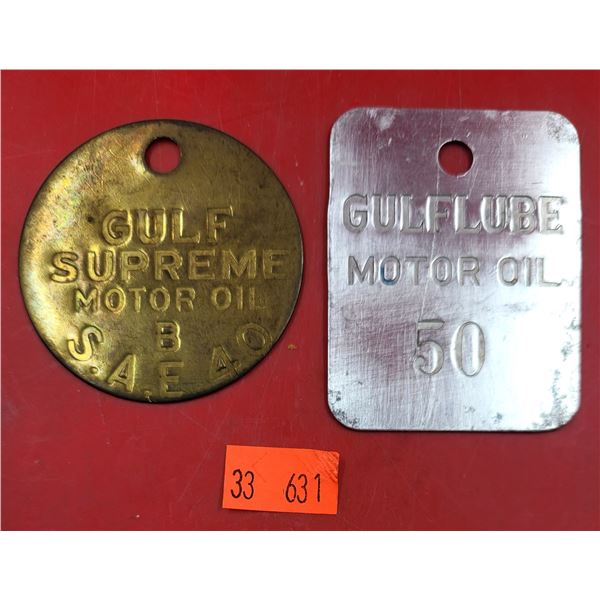 GULF
SUPREME
MOTOR OIL
B
S.A.E 40
GULFLUBE
MOTOR OIL
50
33 631